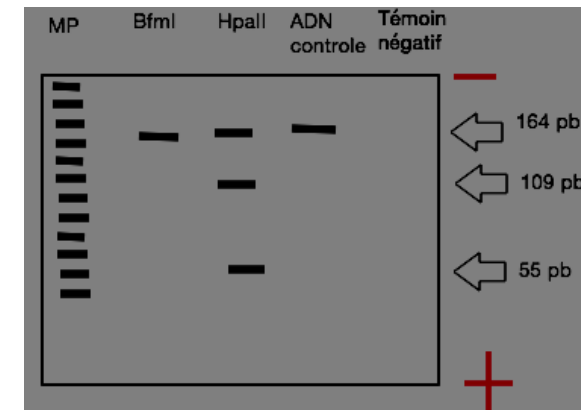 MP
BfmI
HpaII
ADN
controle
Témoin
négatif
164 pb
109 pb
55 pb